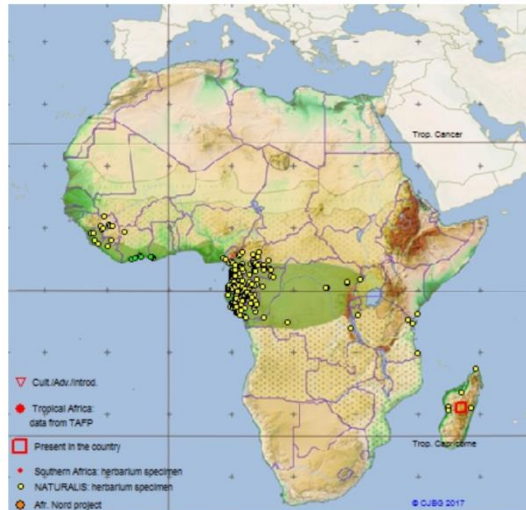 Trop. Cancer
Cult./Adv./Introd.
Tropical Africa:
data from TAFP
Present in the country
Trop. Capricorne
Southern Africa: herbarium specimen
NATURALIS: herbarium specimen
Afr. Nord project
© CJBG 2017